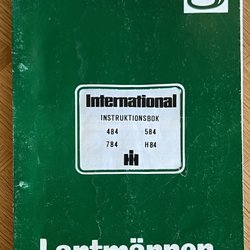 International
INSTRUKTIONSBOK
484 584
784 H84
IH
Lantmännen